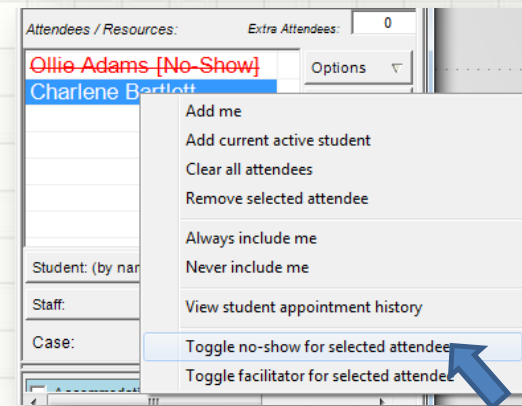 Attendees / Resources: Extra Attendees: 0
Ollie Adams [No-Show] Options
Charlene Bartlett
Add me
Add current active student
Clear all attendees
Remove selected attendee
Always include me
Never include me
Student: (by nar
Staff:
View student appointment history
Case:
Toggle no-show for selected attendee
Toggle facilitator for selected attendee